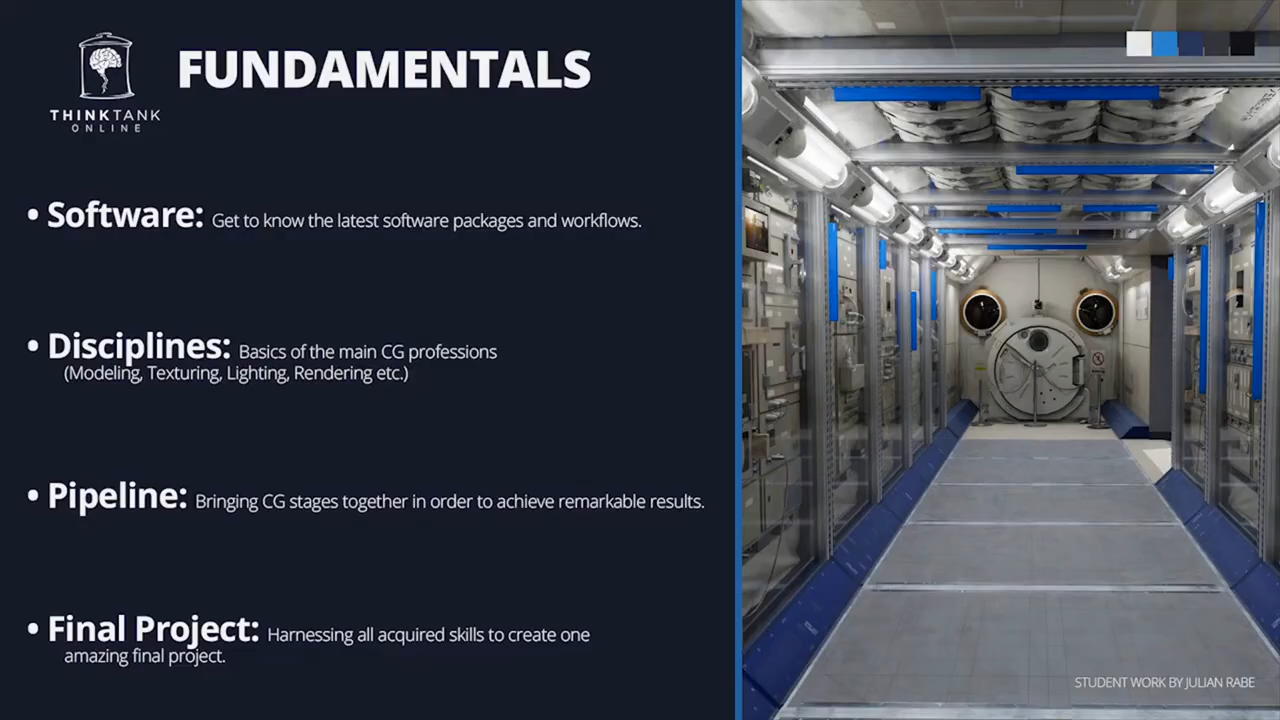 THINKTANK
ONLINE
FUNDAMENTALS
• Software: Get to know the latest software packages and workflows.
• Disciplines: Basics of the main CG professions
(Modeling, Texturing, Lighting, Rendering etc.)
• Pipeline: Bringing CG stages together in order to achieve remarkable results.
• Final Project: Harnessing all acquired skills to create one
amazing final project.
STUDENT WORK BY JULIAN RABE